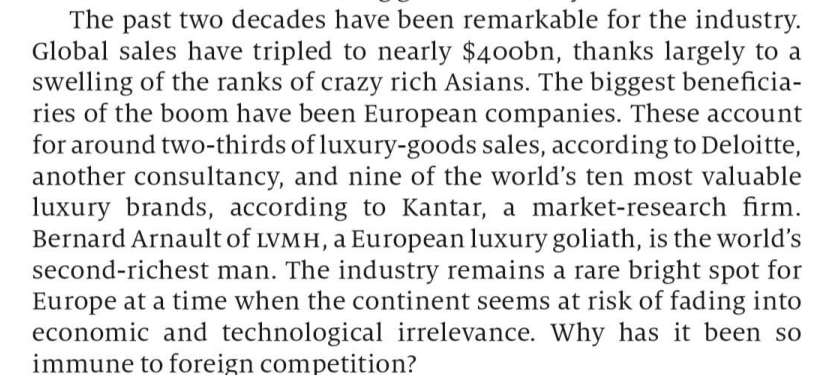 The past two decades have been remarkable for the industry.
Global sales have tripled to nearly $400bn, thanks largely to a
swelling of the ranks of crazy rich Asians. The biggest beneficia-
ries of the boom have been European companies. These account
for around two-thirds of luxury-goods sales, according to Deloitte,
another consultancy, and nine of the world's ten most valuable
luxury brands, according to Kantar, a market-research firm.
Bernard Arnault of LVMH, a European luxury goliath, is the world's
second-richest man. The industry remains a rare bright spot for
Europe at a time when the continent seems at risk of fading into
economic and technological irrelevance. Why has it been so
immune to foreign competition?